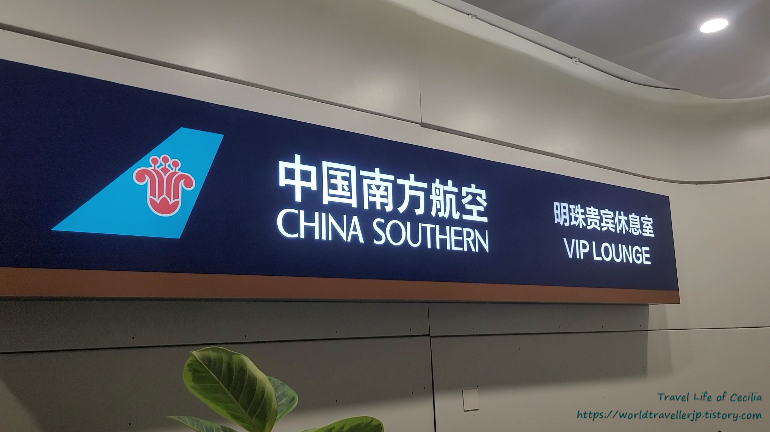 中国南方航空
CHINA SOUTHERN
明珠贵宾休息室
VIP LOUNGE
Travel Life of Cecilia
https://worldtravellerjp.tistory.com